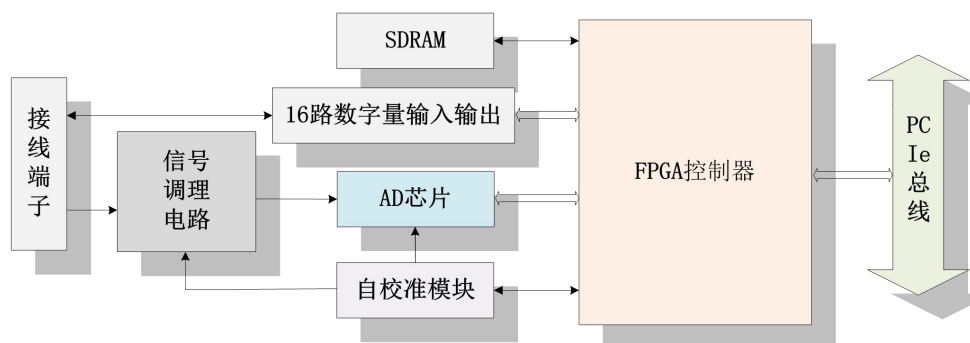 SDRAM
16路数字量输入输出
接
线
端
子
信号
调理
电路
AD芯片
自校准模块
FPGA控制器
PC
Ie
总
线